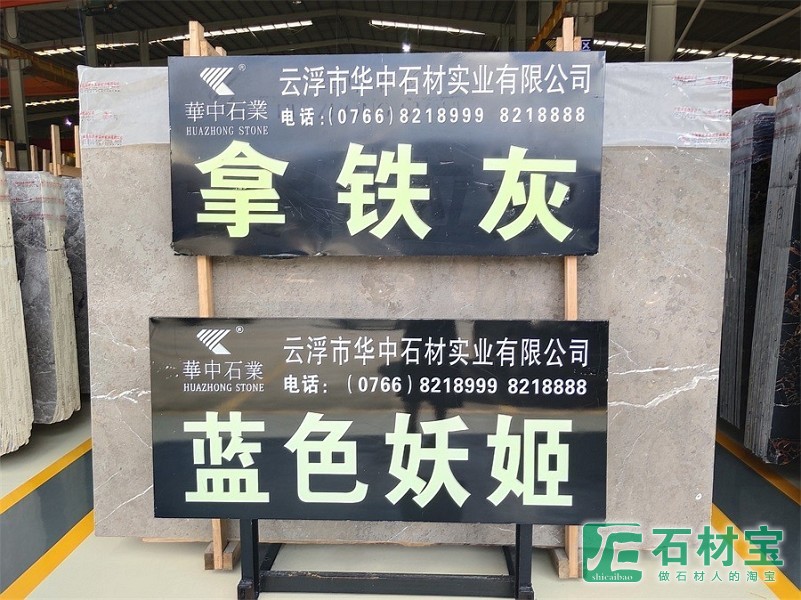 云浮市华中石材实业有限公司
華中石業
HUAZHONG STONE
®
电话:(0766)8218999 8218888
拿铁灰
云浮市华中石材实业有限公司
華中石業
HUAZHONG STONE
®
电话:(0766)8218999 8218888
蓝色妖姬
石材宝
shicaibao
做石材人的淘宝